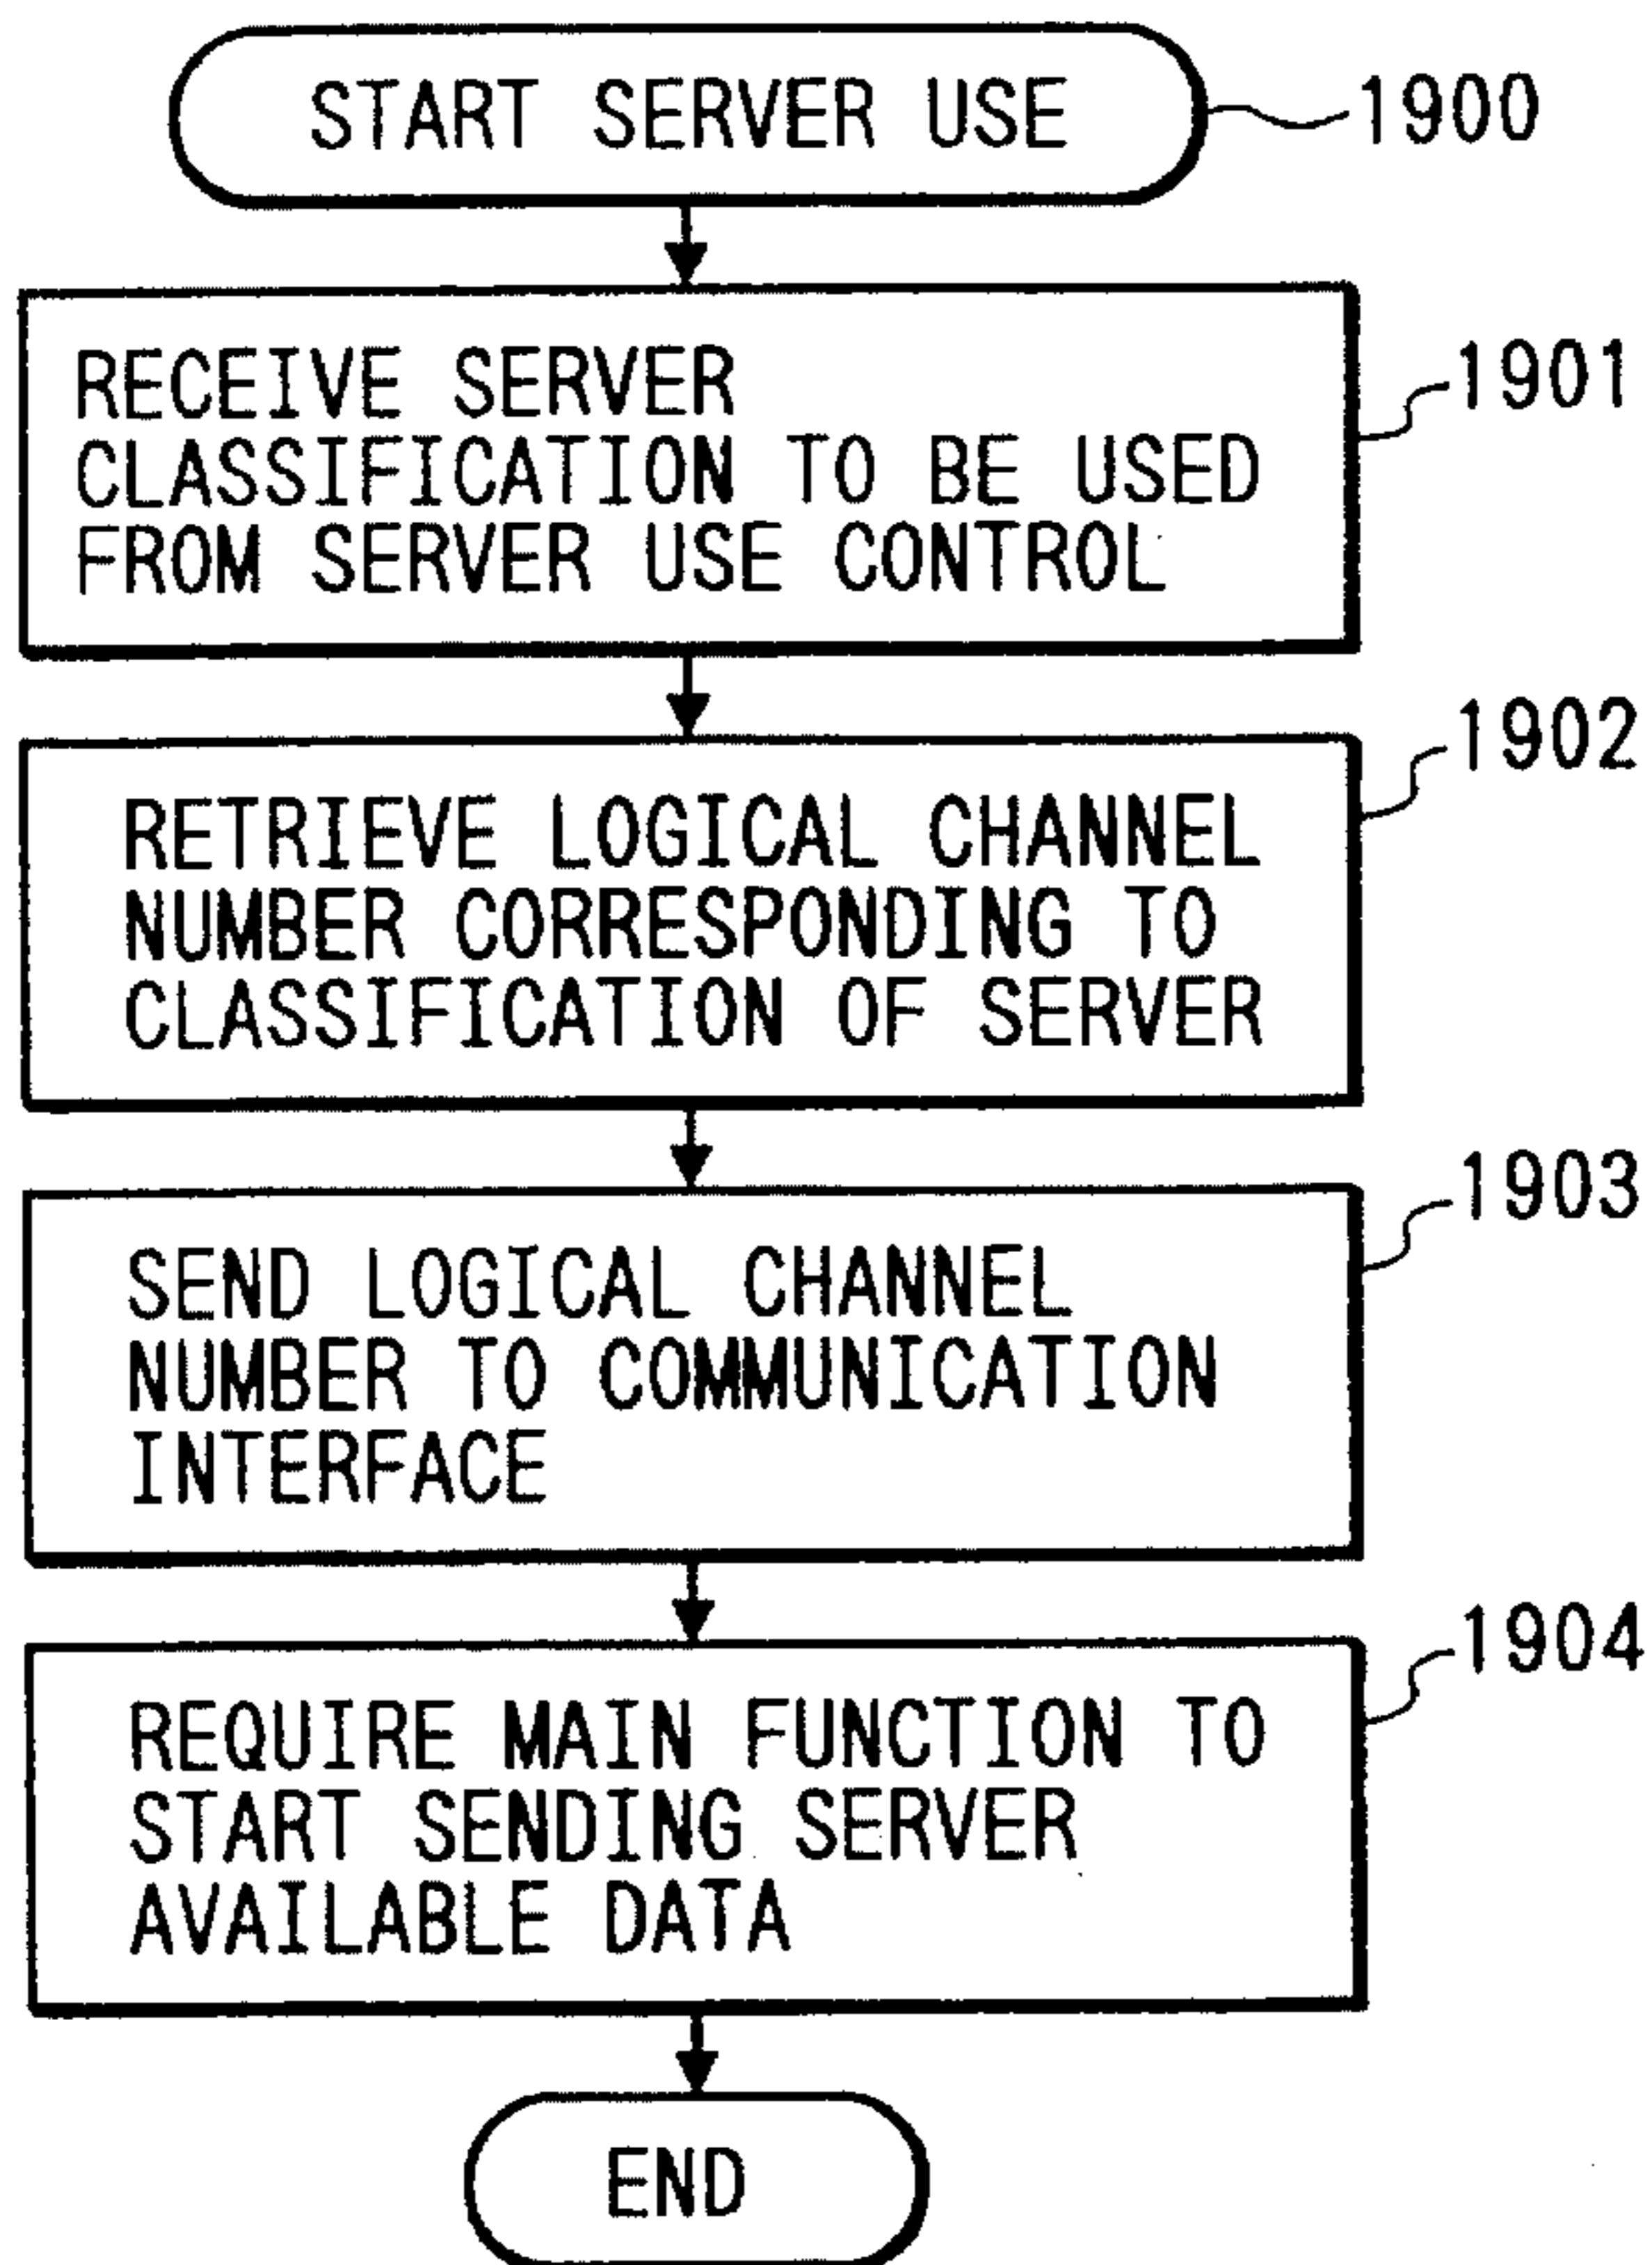 START SERVER USE
1900
RECEIVE SERVER
CLASSIFICATION TO BE USED
FROM SERVER USE CONTROL
1901
RETRIEVE LOGICAL CHANNEL
NUMBER CORRESPONDING TO
CLASSIFICATION OF SERVER
1902
SEND LOGICAL CHANNEL
NUMBER TO COMMUNICATION
INTERFACE
1903
REQUIRE MAIN FUNCTION TO
START SENDING SERVER
AVAILABLE DATA
1904
END